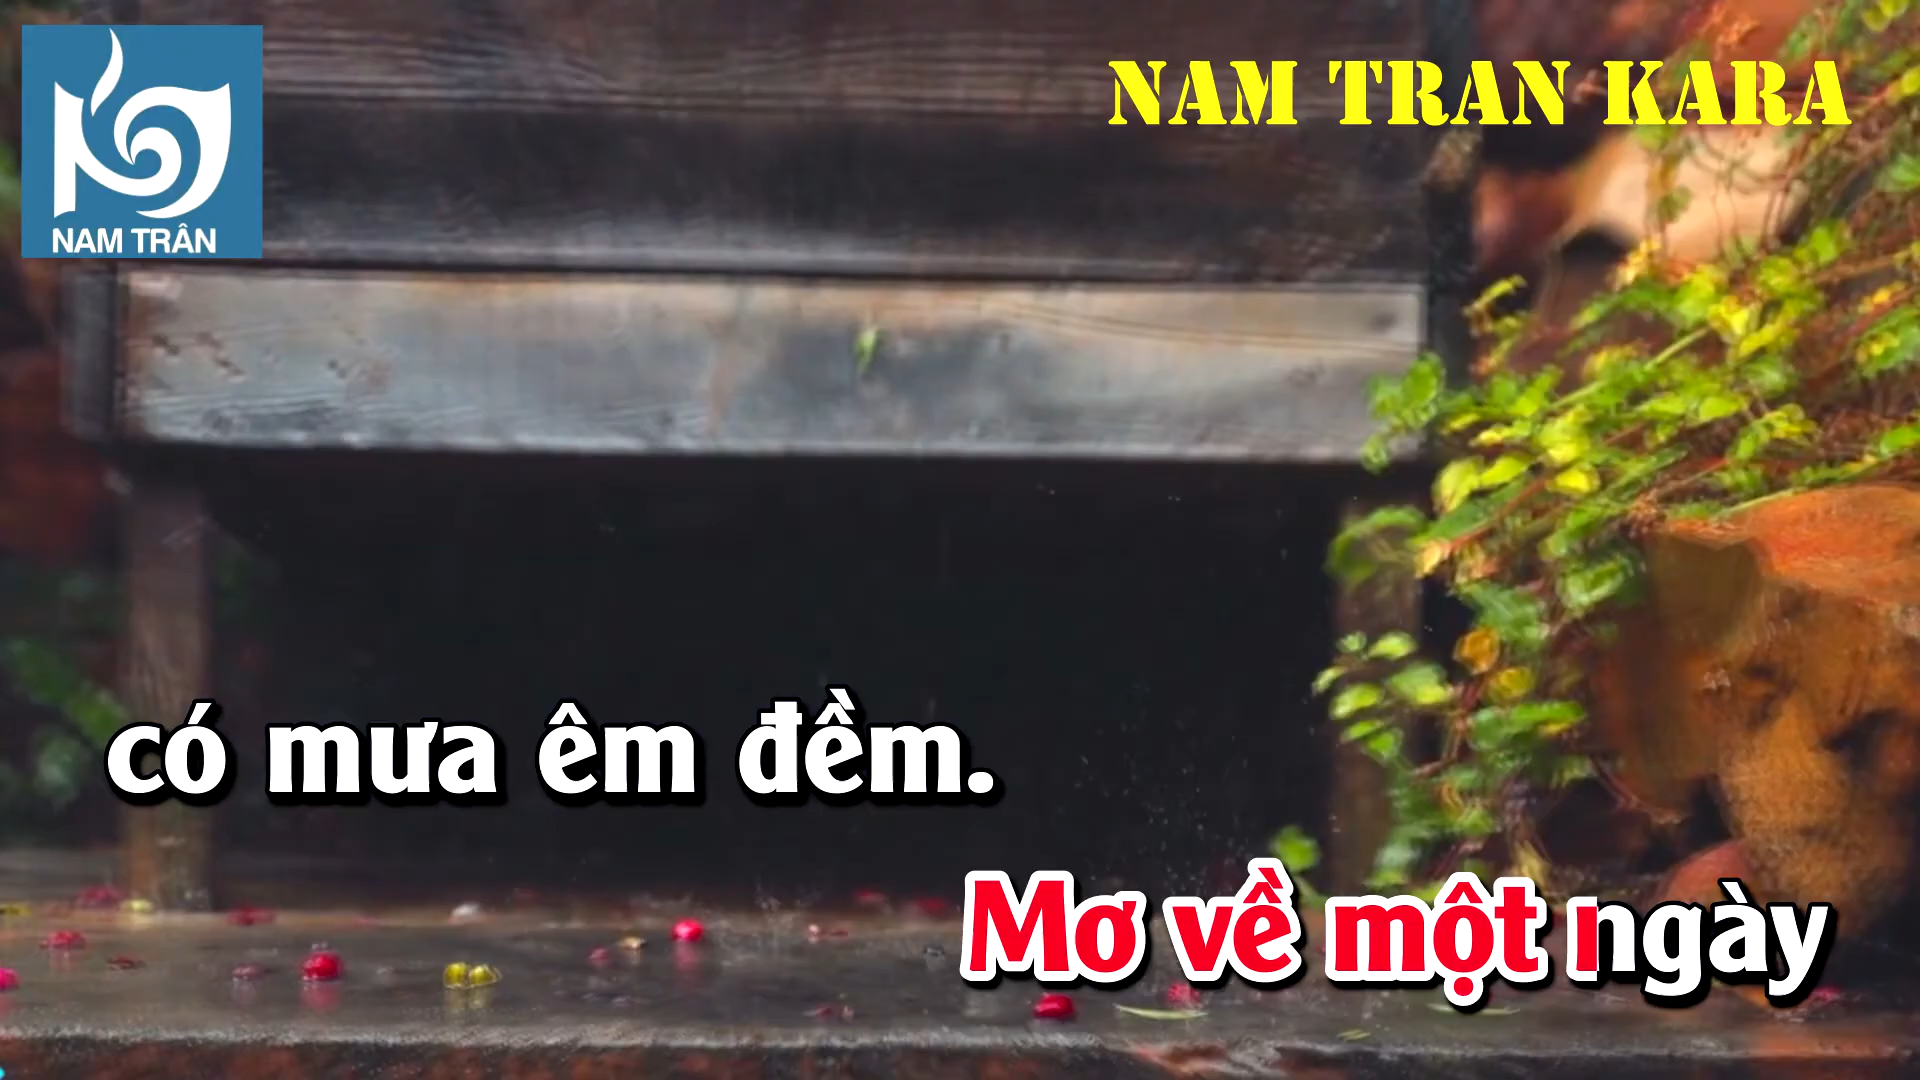 NAM TRAN KARA
NAM TRÂN
có mưa êm đềm.
Mơ về một ngày